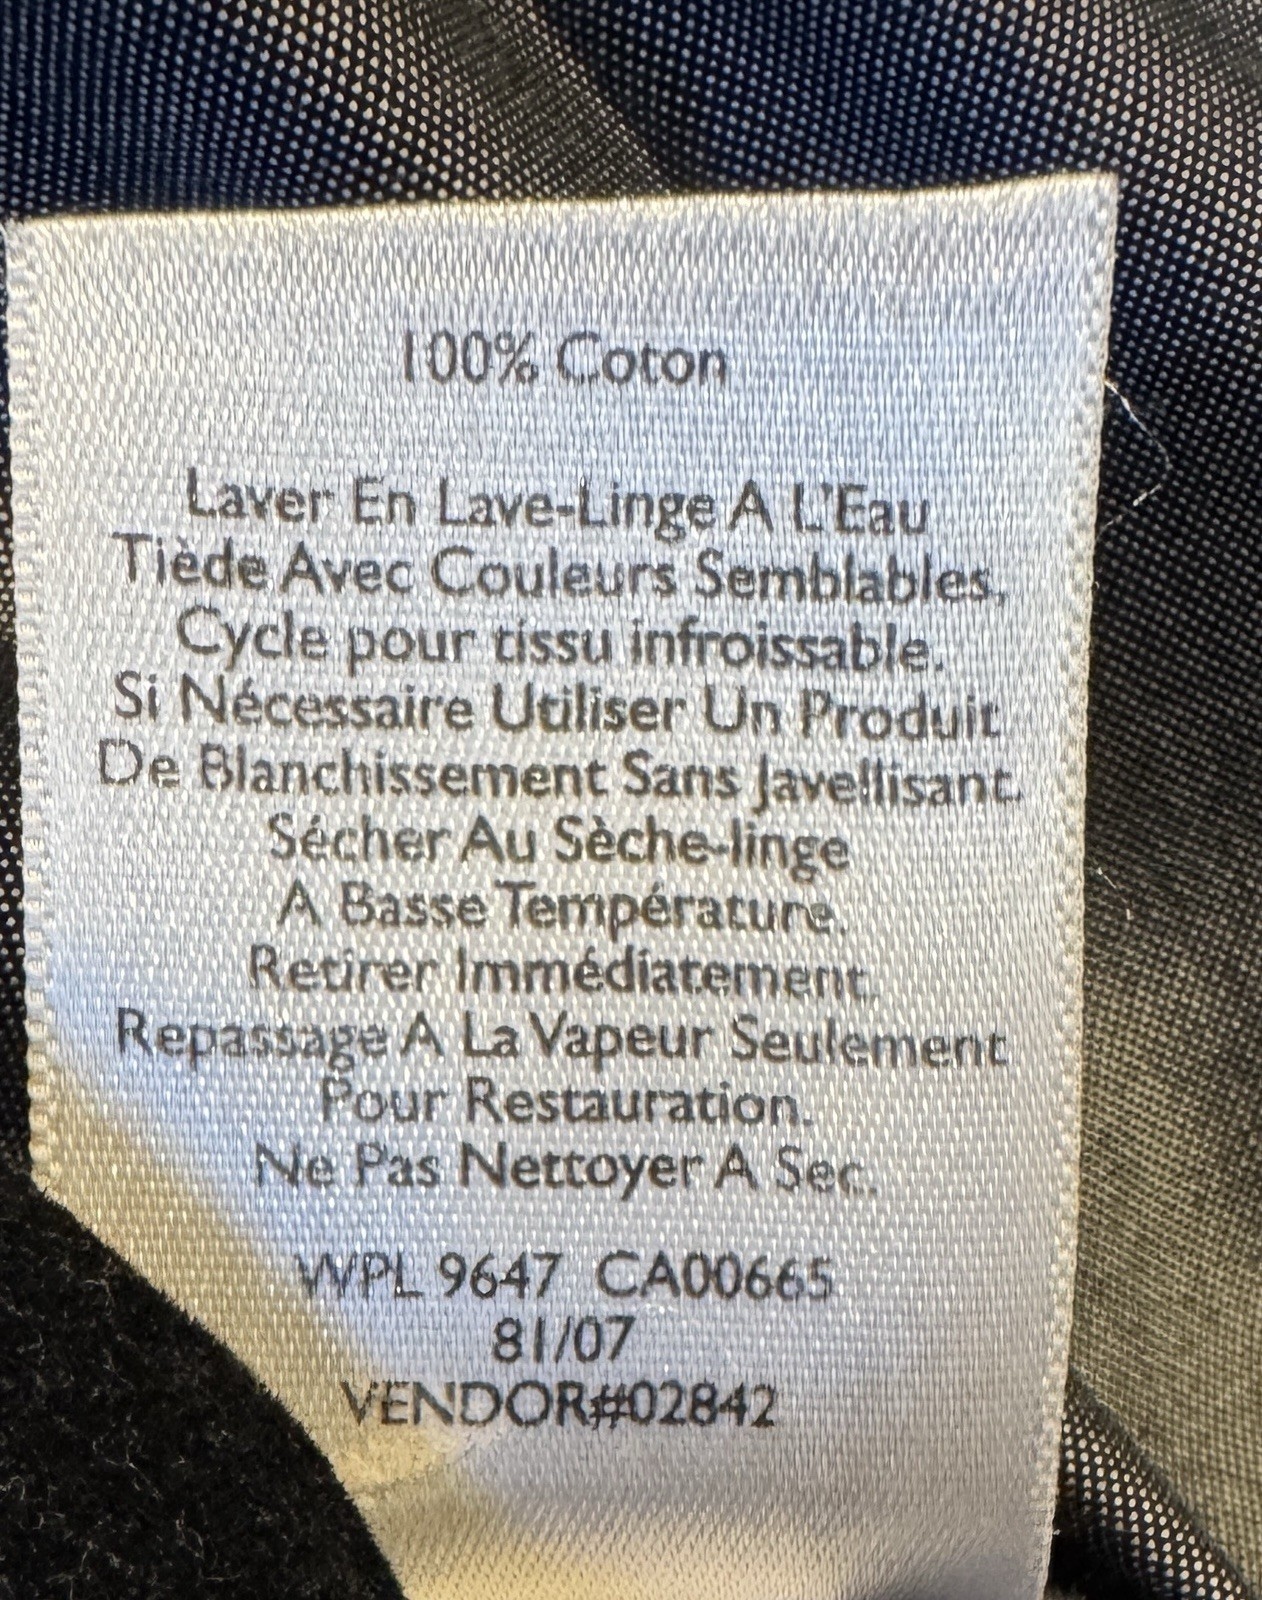 100% Coton
Laver En Lave-Linge A L'Eau
Tiède Avec Couleurs Semblables,
Cycle pour tissu infroissable.
Si Nécessaire Utiliser Un Produit
De Blanchissement Sans Javellisant.
Sécher Au Sèche-linge
A Basse Température.
Retirer Immédiatement.
Repassage A La Vapeur Seulement
Pour Restauration.
Ne Pas Nettoyer A Sec.
WPL 9647 CA00665
81/07
VENDOR#02842